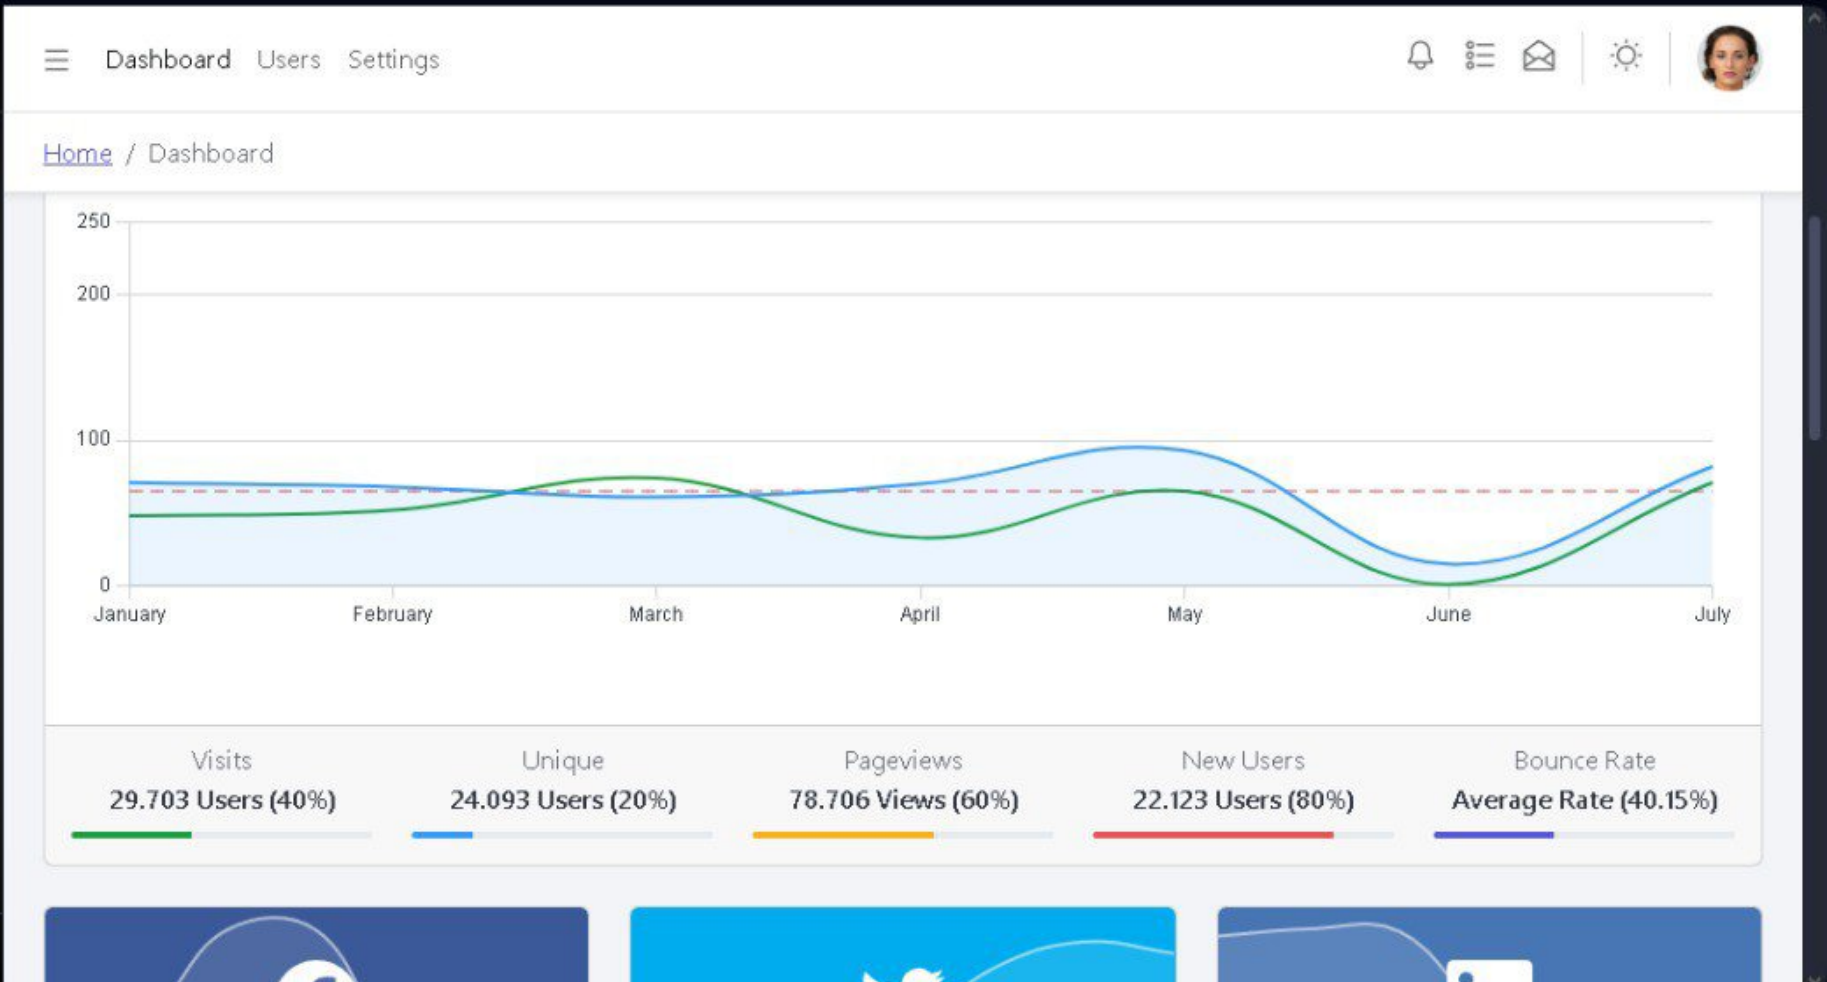 Dashboard Users Settings
Home / Dashboard
250
200
100
0
January February March April May June July
Visits Unique Pageviews New Users Bounce Rate
29.703 Users (40%) 24.093 Users (20%) 78.706 Views (60%) 22.123 Users (80%) Average Rate (40.15%)